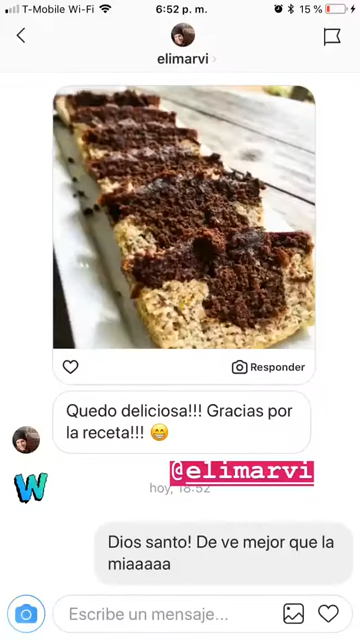 T-Mobile Wi-Fi 6:52 p. m. 15 %
elimarvi
Responder
Quedo deliciosa!!! Gracias por
la receta!!! 😁
@elimarvi
W
hoy, 18:52
Dios santo! De ve mejor que la
miaaaaa
Escribe un mensaje...